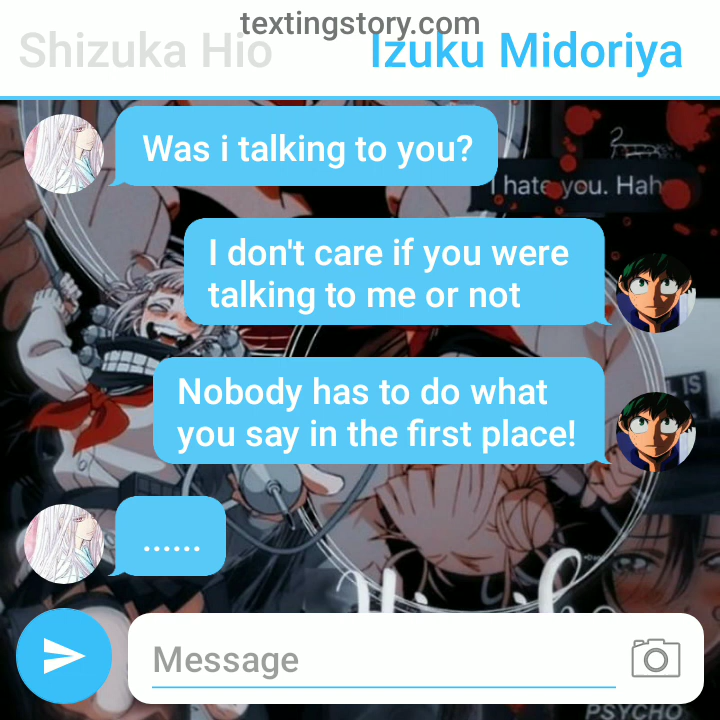 textingstory.com
Shizuka Hio
Izuku Midoriya
Was i talking to you?
I hate you. Hah
I don't care if you were
talking to me or not
Nobody has to do what
you say in the first place!
IS
......
Message
PSYCHO